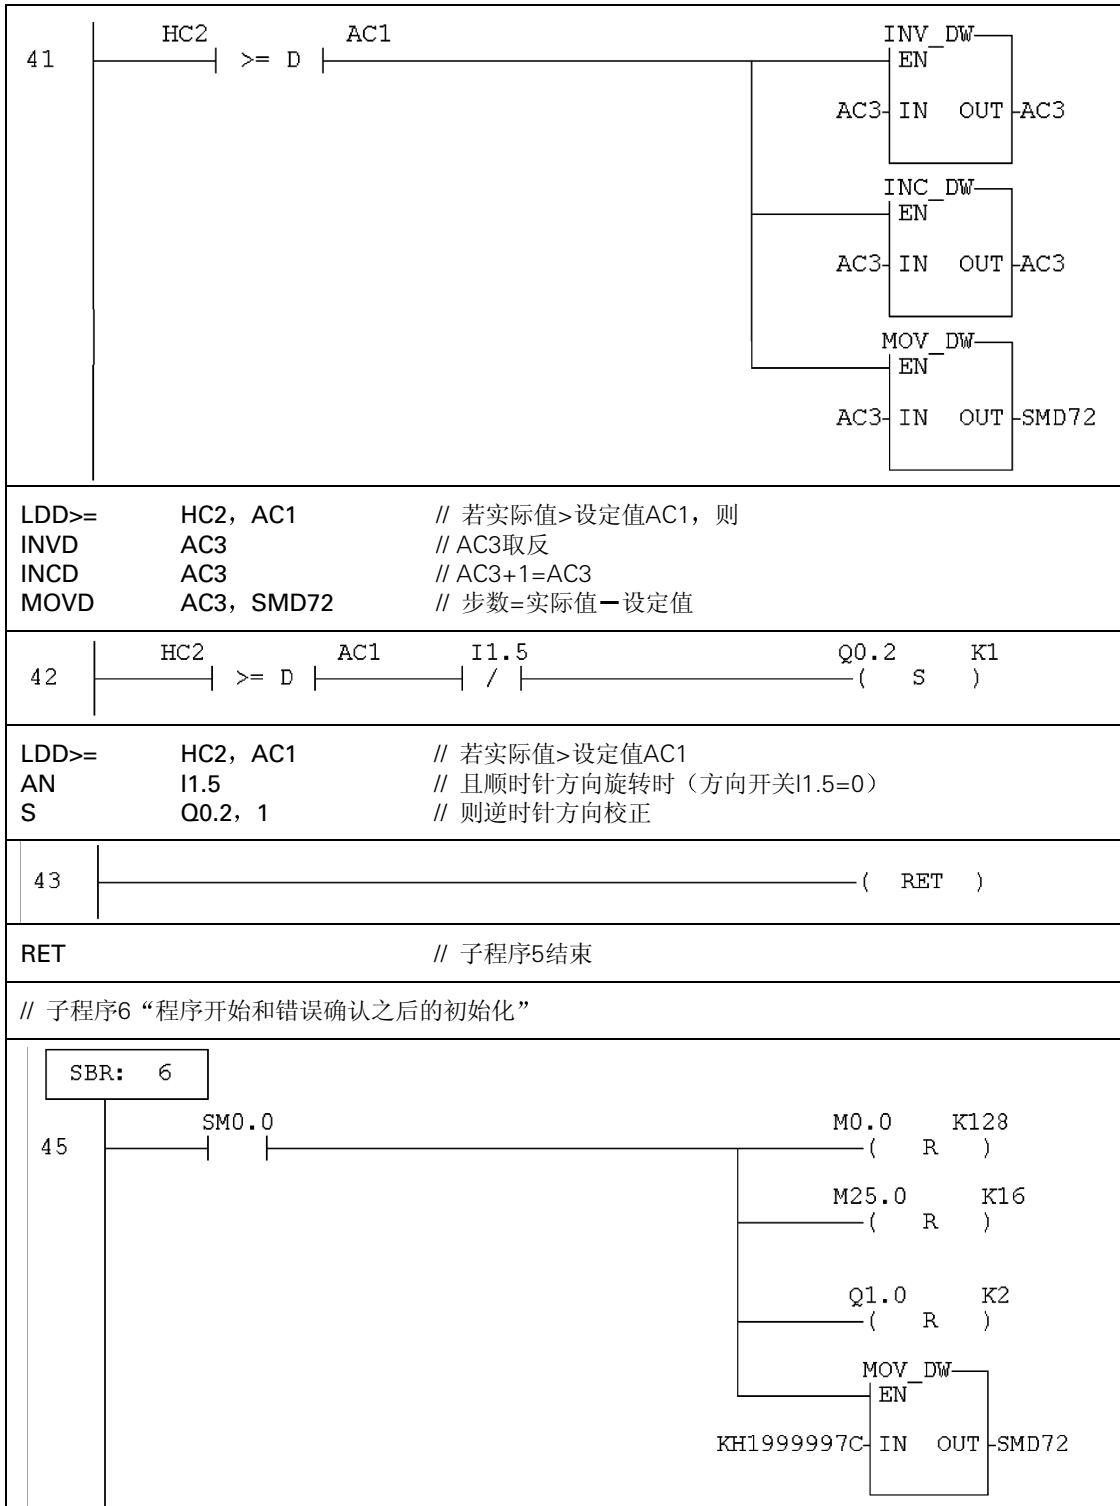 HC2 AC1 INV_DW
41 >= D EN
AC3 IN OUT AC3
INC_DW
EN
AC3 IN OUT AC3
MOV_DW
EN
AC3 IN OUT SMD72
LDD>= HC2，AC1 // 若实际值>设定值AC1，则
INVD AC3 // AC3取反
INCD AC3 // AC3+1=AC3
MOVD AC3，SMD72 // 步数=实际值－设定值
HC2 AC1 I1.5 Q0.2 K1
42 >= D / ( S )
LDD>= HC2，AC1 // 若实际值>设定值AC1
AN I1.5 // 且顺时针方向旋转时（方向开关I1.5=0）
S Q0.2，1 // 则逆时针方向校正
43 ( RET )
RET // 子程序5结束
// 子程序6“程序开始和错误确认之后的初始化”
SBR: 6
SM0.0 M0.0 K128
45 ( R )
M25.0 K16
( R )
Q1.0 K2
( R )
MOV_DW
EN
KH1999997C IN OUT SMD72